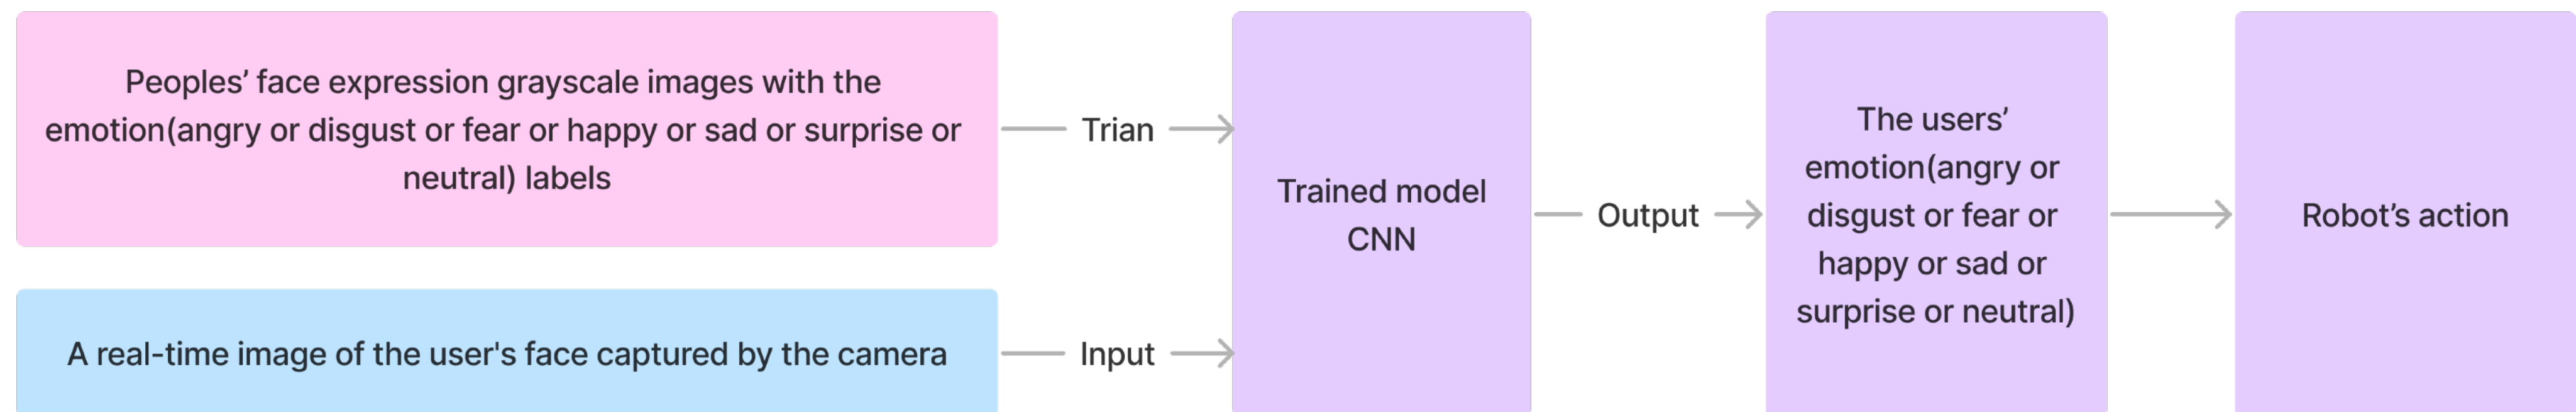 Peoples’ face expression grayscale images with the
emotion(angry or disgust or fear or happy or sad or surprise or
neutral) labels
Trian
A real-time image of the user's face captured by the camera
Input
Trained model
CNN
Output
The users’
emotion(angry or
disgust or fear or
happy or sad or
surprise or neutral)
Robot’s action